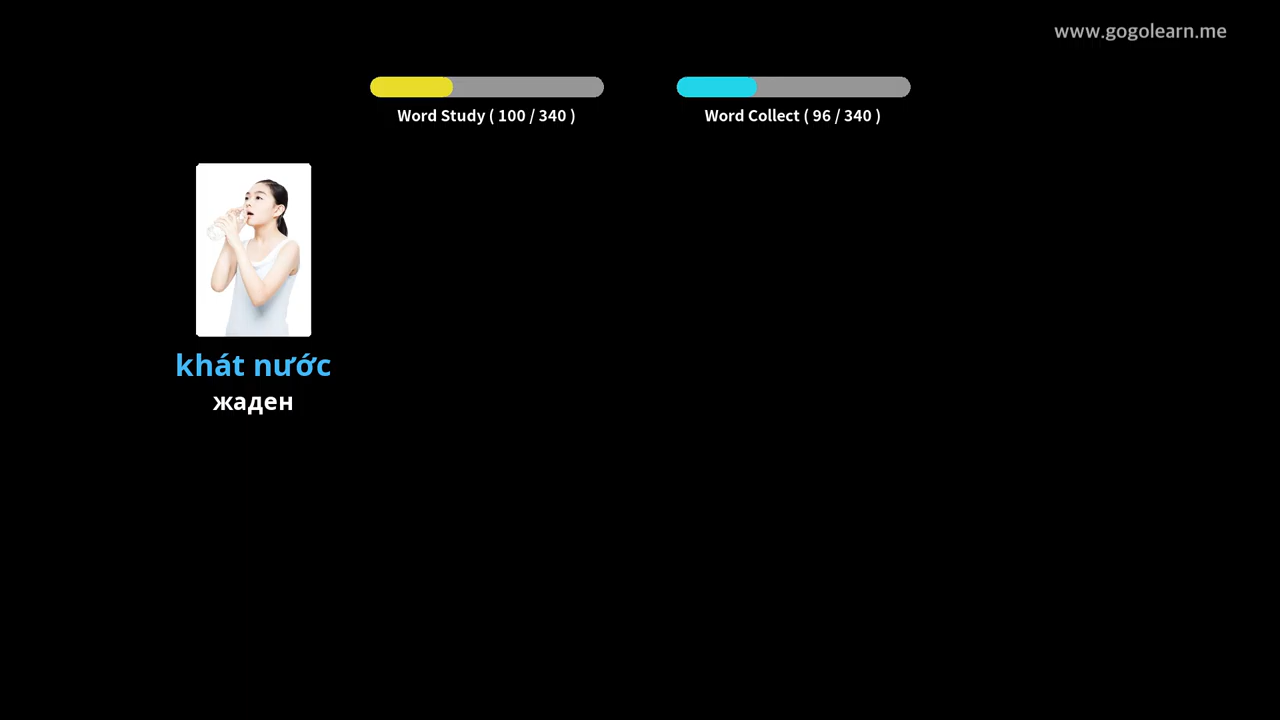 www.gogolearn.me
Word Study ( 100 / 340 )
Word Collect ( 96 / 340 )
khát nước
жаден